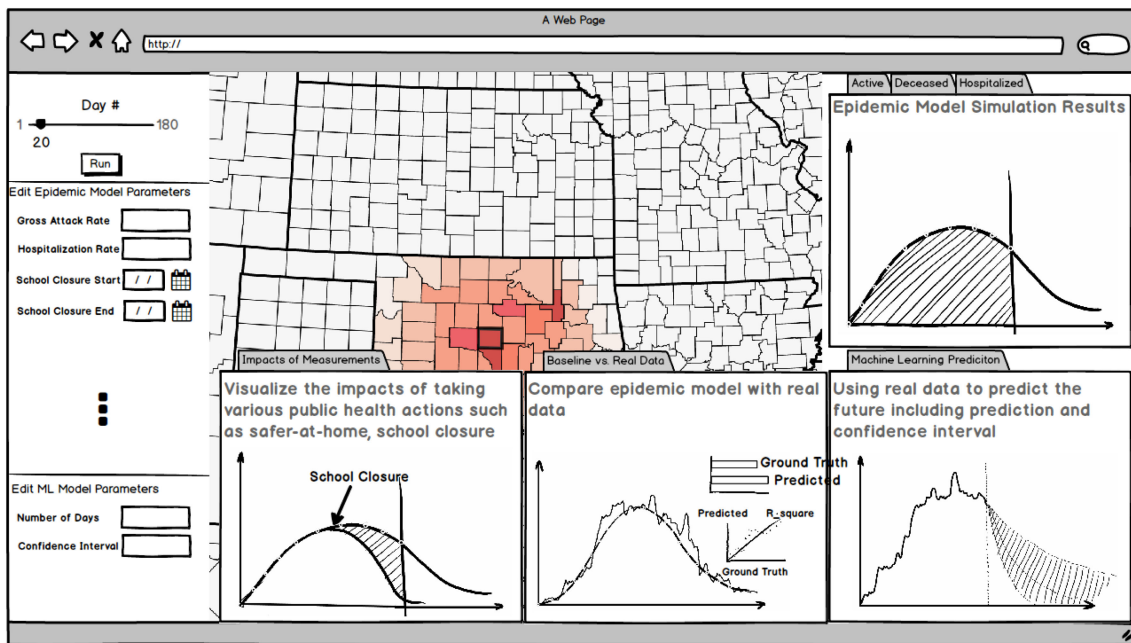 A Web Page
http://
Day #
1
180
20
Run
Edit Epidemic Model Parameters
Gross Attack Rate
Hospitalization Rate
School Closure Start
/ /
School Closure End
/ /
Edit ML Model Parameters
Number of Days
Confidence Interval
Active
Deceased
Hospitalized
Epidemic Model Simulation Results
Impacts of Measurements
Visualize the impacts of taking
various public health actions such
as safer-at-home, school closure
School Closure
Baseline vs. Real Data
Compare epidemic model with real
data
Ground Truth
Predicted
Predicted
R_square
Ground Truth
Machine Learning Prediciton
Using real data to predict the
future including prediction and
confidence interval